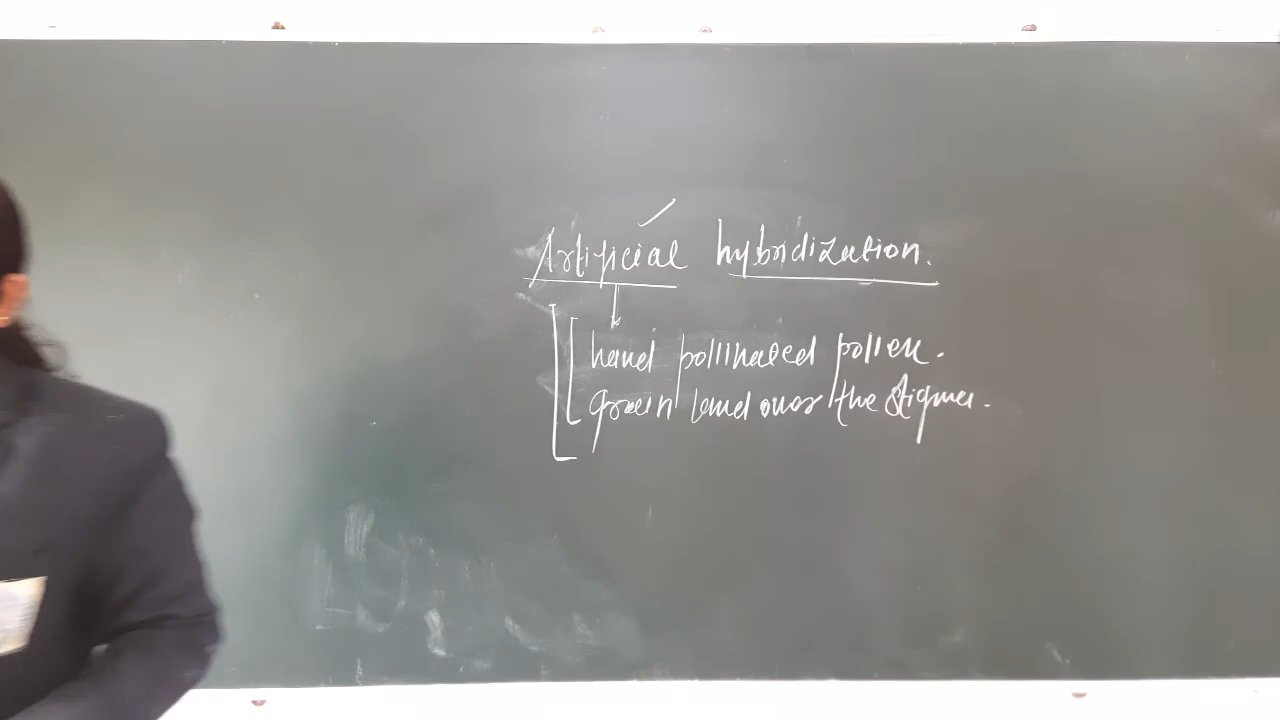 Artificial hybridization.
hand pollinated pollen.
grain land over the stigma.